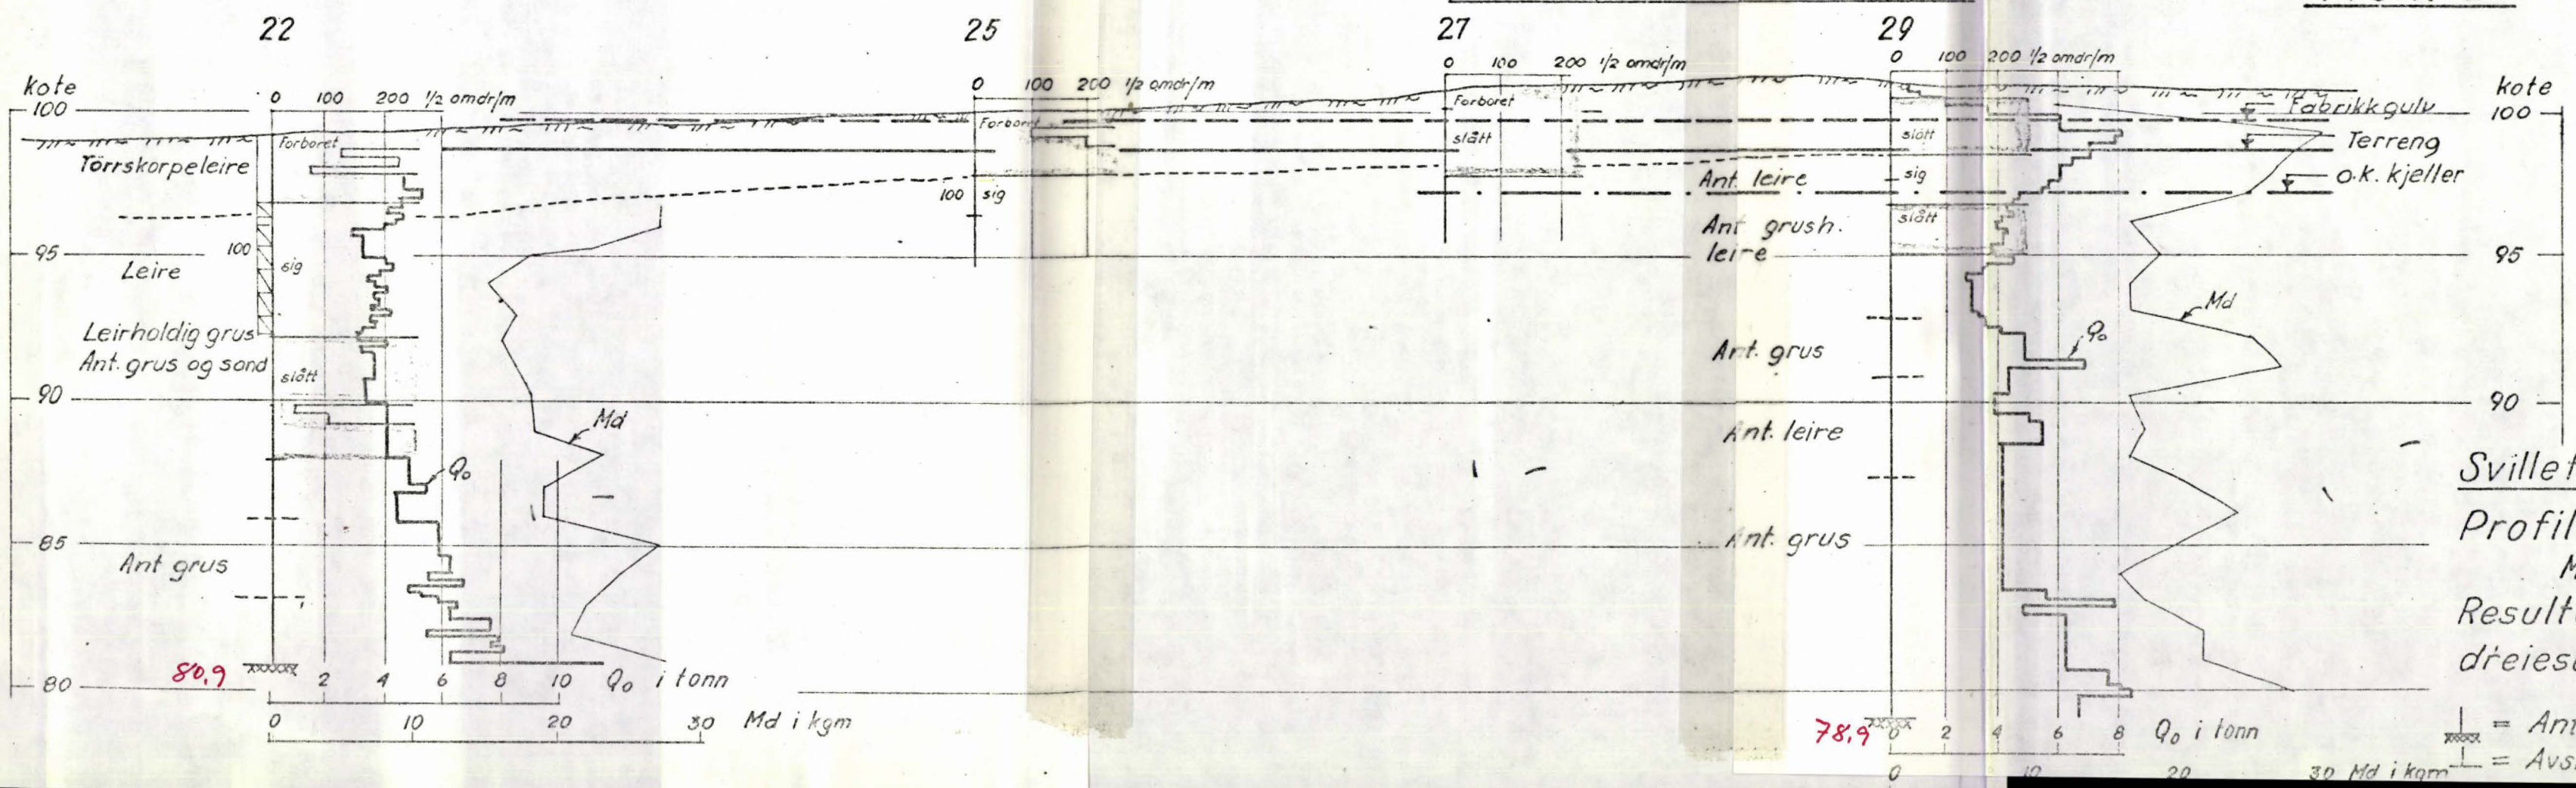 22
25
27
29
kote
100
95
90
85
80
0 100 200 1/2 omdr/m
Forboret
Törrskorpeleire
Leire
100
sig
Leirholdig grus
Ant. grus og sand
slått
Md
Q₀
Ant grus
80,9
2 4 6 8 10 Q₀ i tonn
0 10 20 30 Md i kgm
0 100 200 1/2 omdr/m
Forboret
100
sig
0 100 200 1/2 omdr/m
Forboret
slått
0 100 200 1/2 omdr/m
slått
sig
slått
Ant. leire
Ant grush.
leire
Ant. grus
Ant. leire
Ant. grus
Md
Q₀
78,9
0 2 4 6 8 Q₀ i tonn
0 10 20 30 Md i kgm
kote
100
95
90
Fabrikkgulv
Terreng
o.k. kjeller
Svillef
Profil
M
Result
dreies
= Ant
= Avs